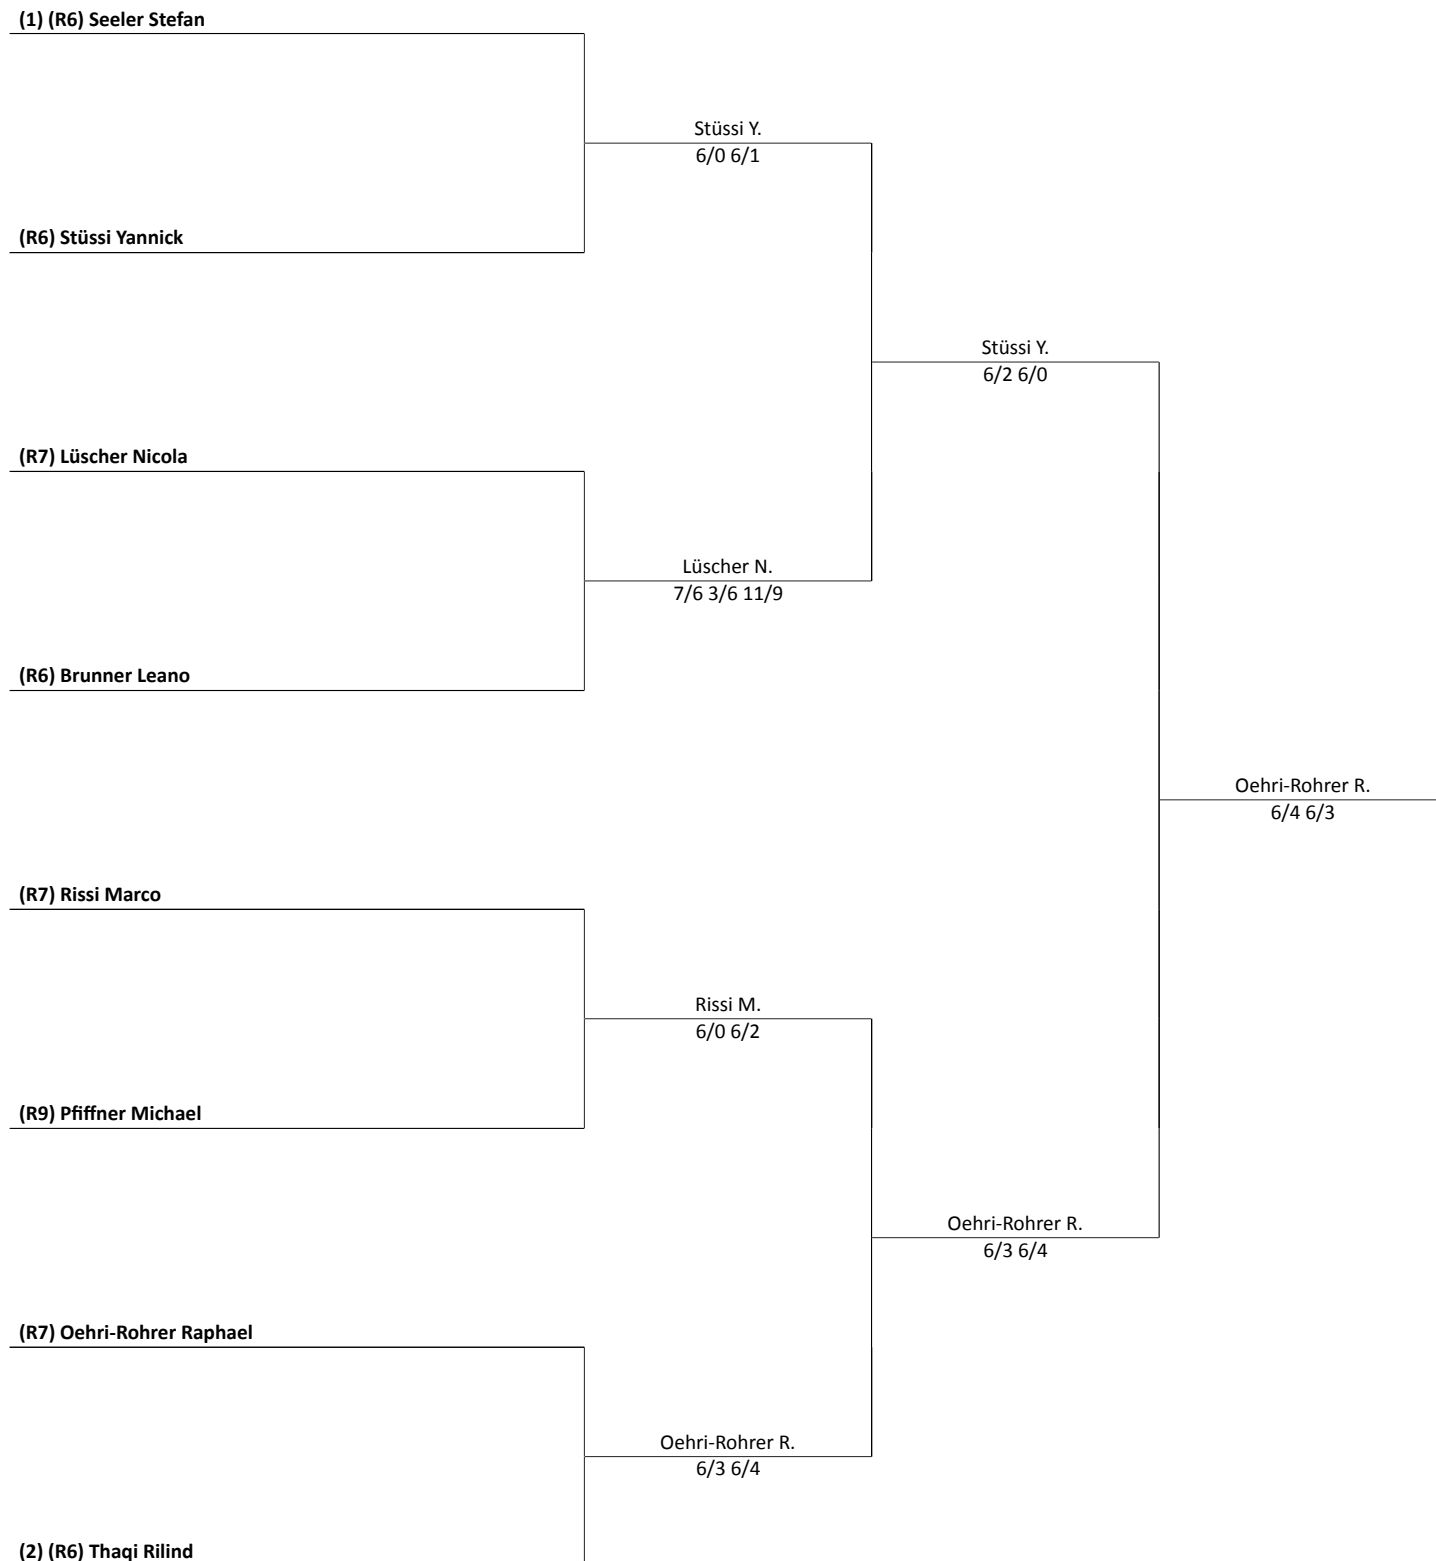 (1) (R6) Seeler Stefan
Stüssi Y.
6/0 6/1
(R6) Stüssi Yannick
Stüssi Y.
6/2 6/0
(R7) Lüscher Nicola
Lüscher N.
7/6 3/6 11/9
(R6) Brunner Leano
Oehri-Rohrer R.
6/4 6/3
(R7) Rissi Marco
Rissi M.
6/0 6/2
(R9) Pfiffner Michael
Oehri-Rohrer R.
6/3 6/4
(R7) Oehri-Rohrer Raphael
Oehri-Rohrer R.
6/3 6/4
(2) (R6) Thaqi Rilind